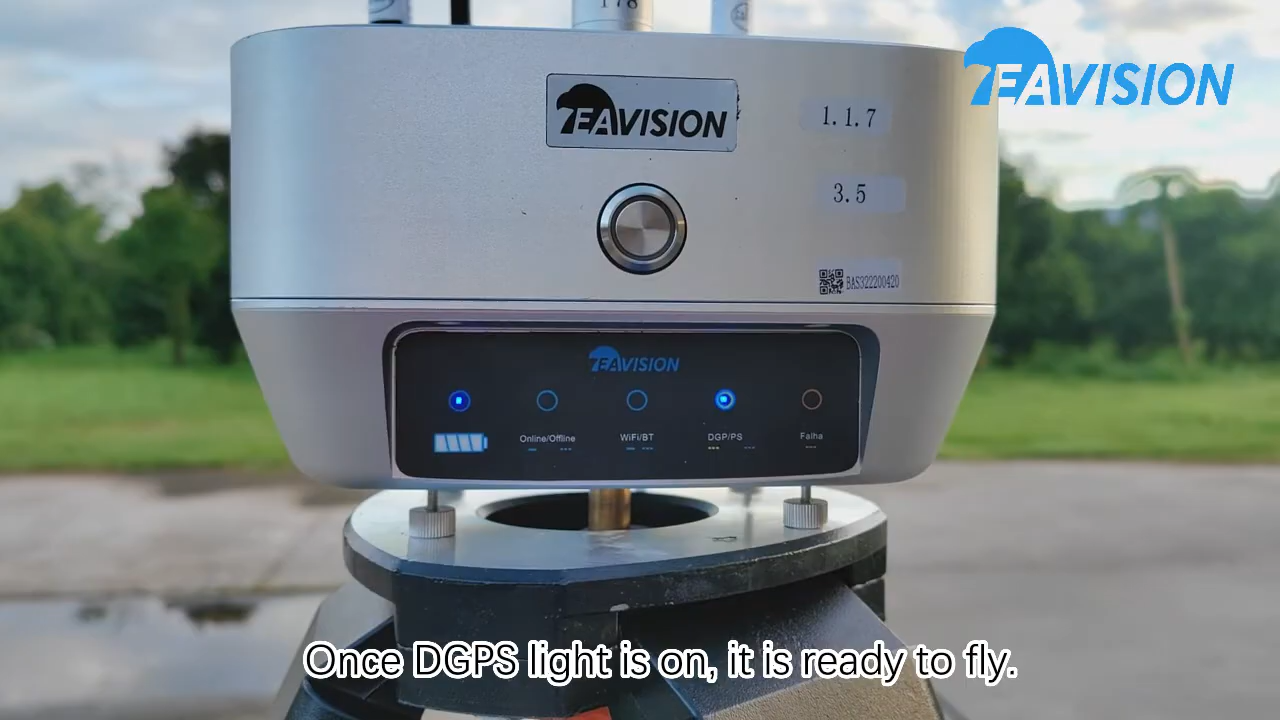 178
EAVISION
EAVISION
1.1.7
3.5
BAS322200420
EAVISION
Online/Offline
WiFi/BT
DGP/PS
Falha
Once DGPS light is on, it is ready to fly.